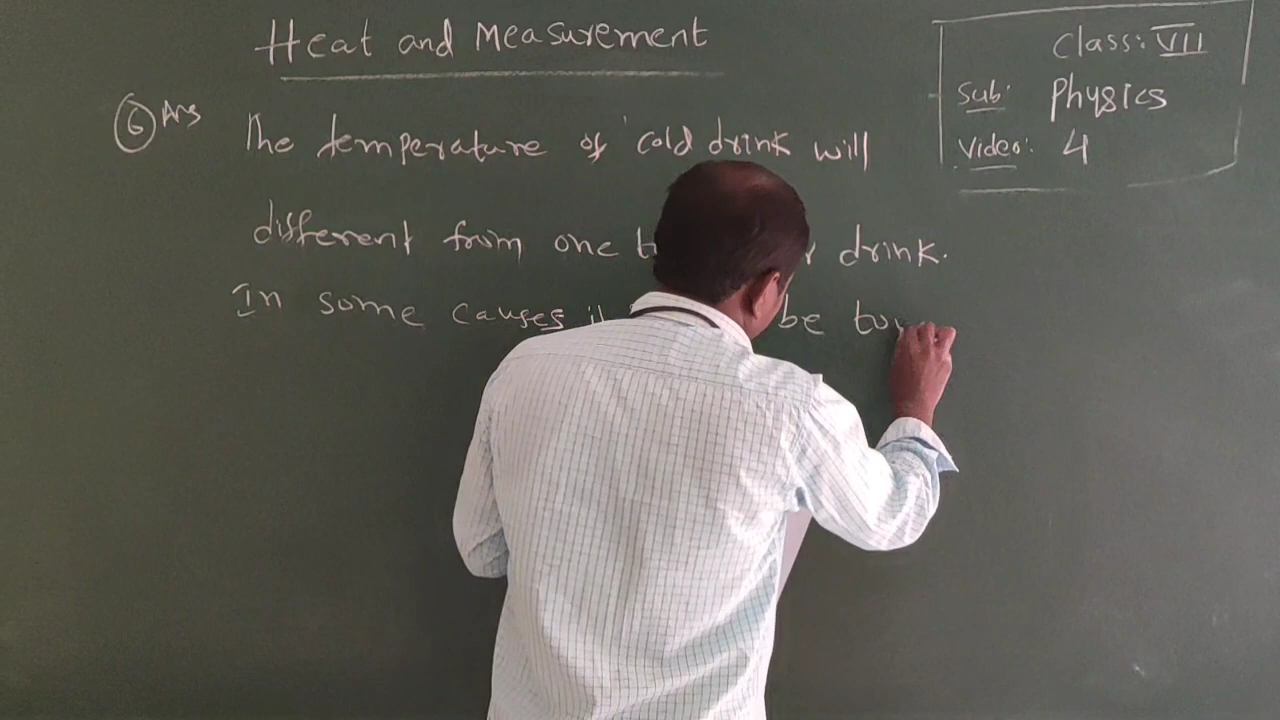 Heat and Measurement
Class: VII
Sub: Physics
Video: 4
6 Ans The temperature of cold drink will
different from one drink.
In some causes be